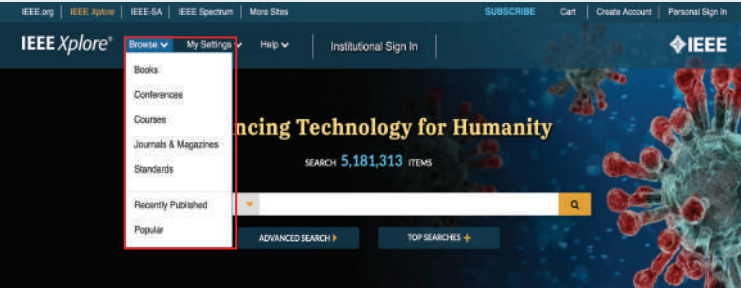 IEEE.org IEEE Xplore IEEE-SA IEEE Spectrum More Sites SUBSCRIBE Cart Create Account Personal Sign In
IEEE Xplore® Browse My Settings Help Institutional Sign In IEEE
Books
Conferences
Courses
Journals & Magazines
Standards
Recently Published
Popular
ncing Technology for Humanity
SEARCH 5,181,313 ITEMS
ADVANCED SEARCH TOP SEARCHES +